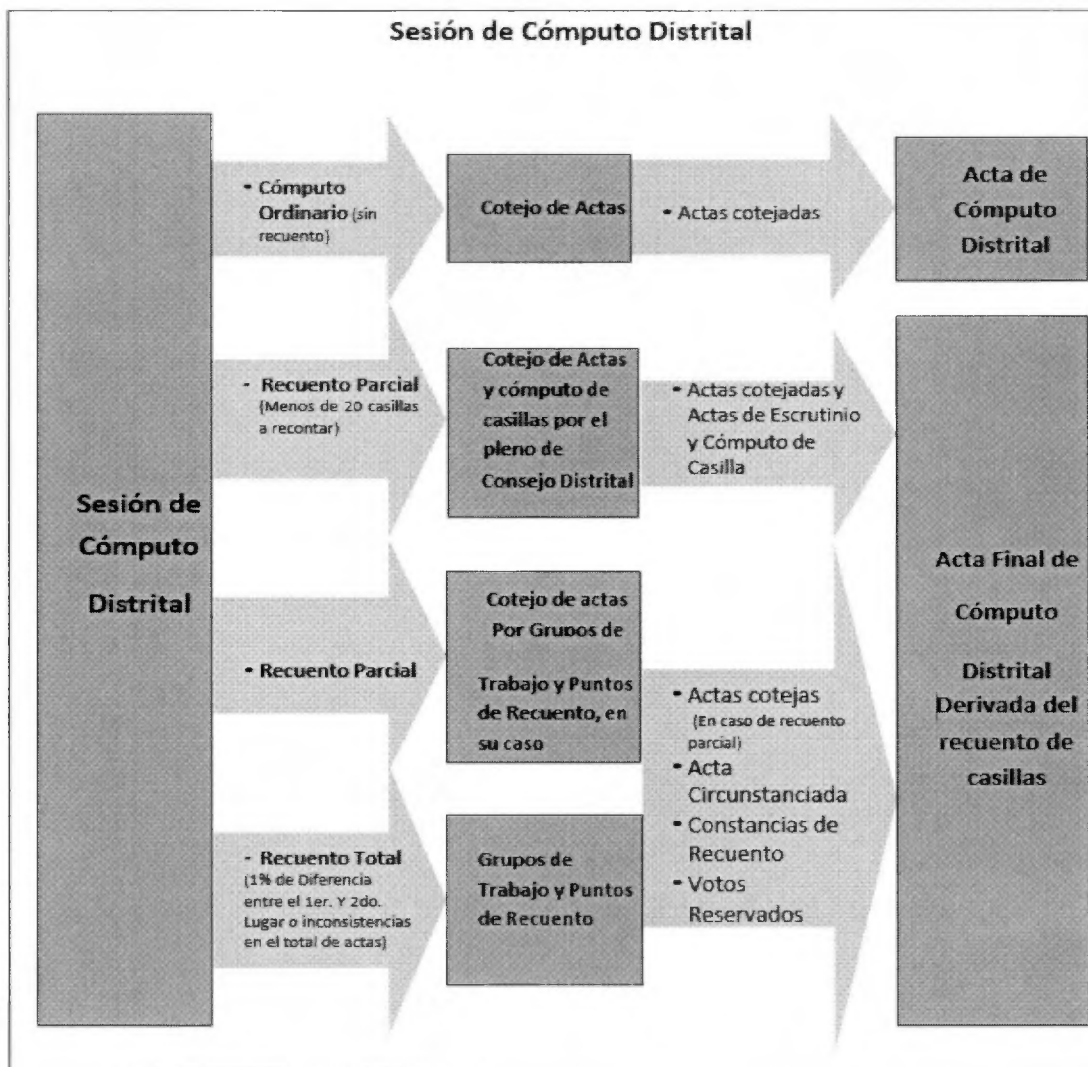 Sesión de Cómputo Distrital
Sesión de
Cómputo
Distrital
- Cómputo
Ordinario (sin
recuento)
Cotejo de Actas
- Actas cotejadas
Acta de
Cómputo
Distrital
- Recuento Parcial
(Menos de 20 casillas
a recontar)
Cotejo de Actas
y cómputo de
casillas por el
pleno de
Consejo Distrital
- Actas cotejadas y
Actas de Escrutinio
y Cómputo de
Casilla
- Recuento Parcial
Cotejo de actas
Por Grupos de
Trabajo y Puntos
de Recuento, en
su caso
- Recuento Total
(1% de Diferencia
entre el 1er. Y 2do.
Lugar o inconsistencias
en el total de actas)
Grupos de
Trabajo y Puntos
de Recuento
- Actas cotejas
(En caso de recuento
parcial)
- Acta
Circunstanciada
- Constancias de
Recuento
- Votos
Reservados
Acta Final de
Cómputo
Distrital
Derivada del
recuento de
casillas